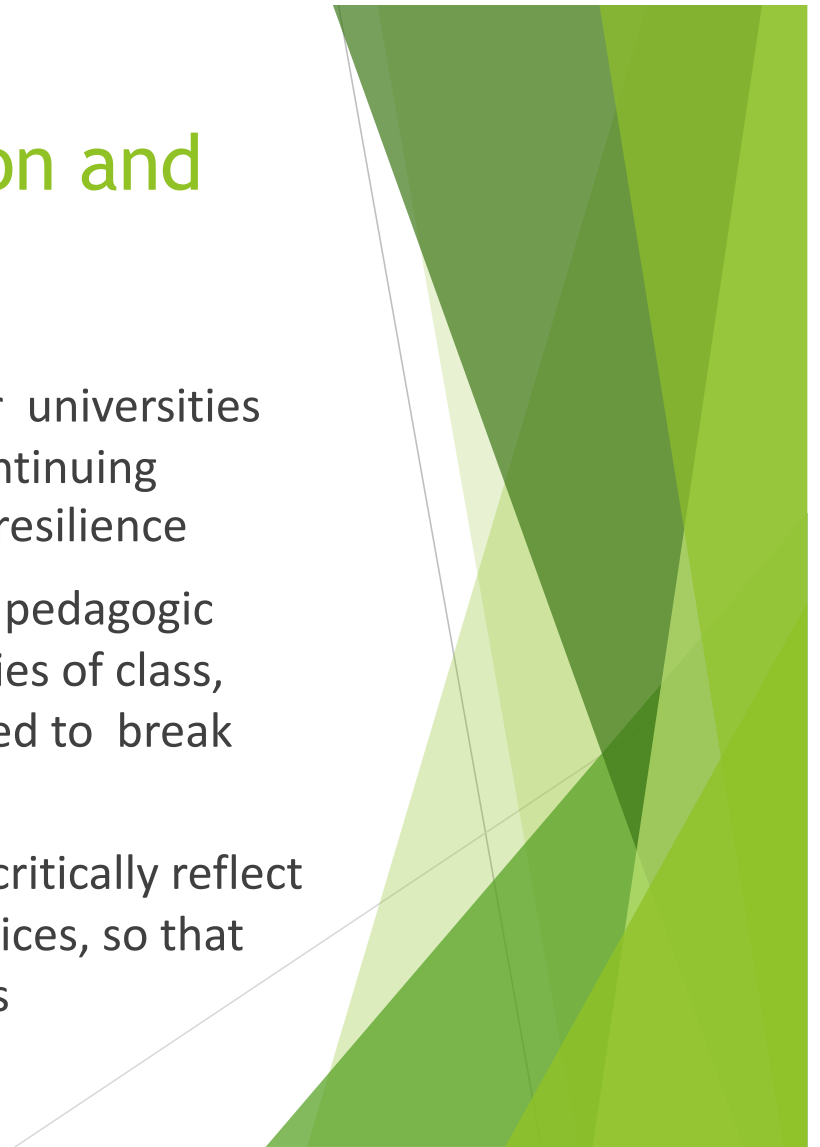 on and
r universities
ntinuing
resilience
pedagogic
ies of class,
ed to break
critically reflect
ices, so that
s